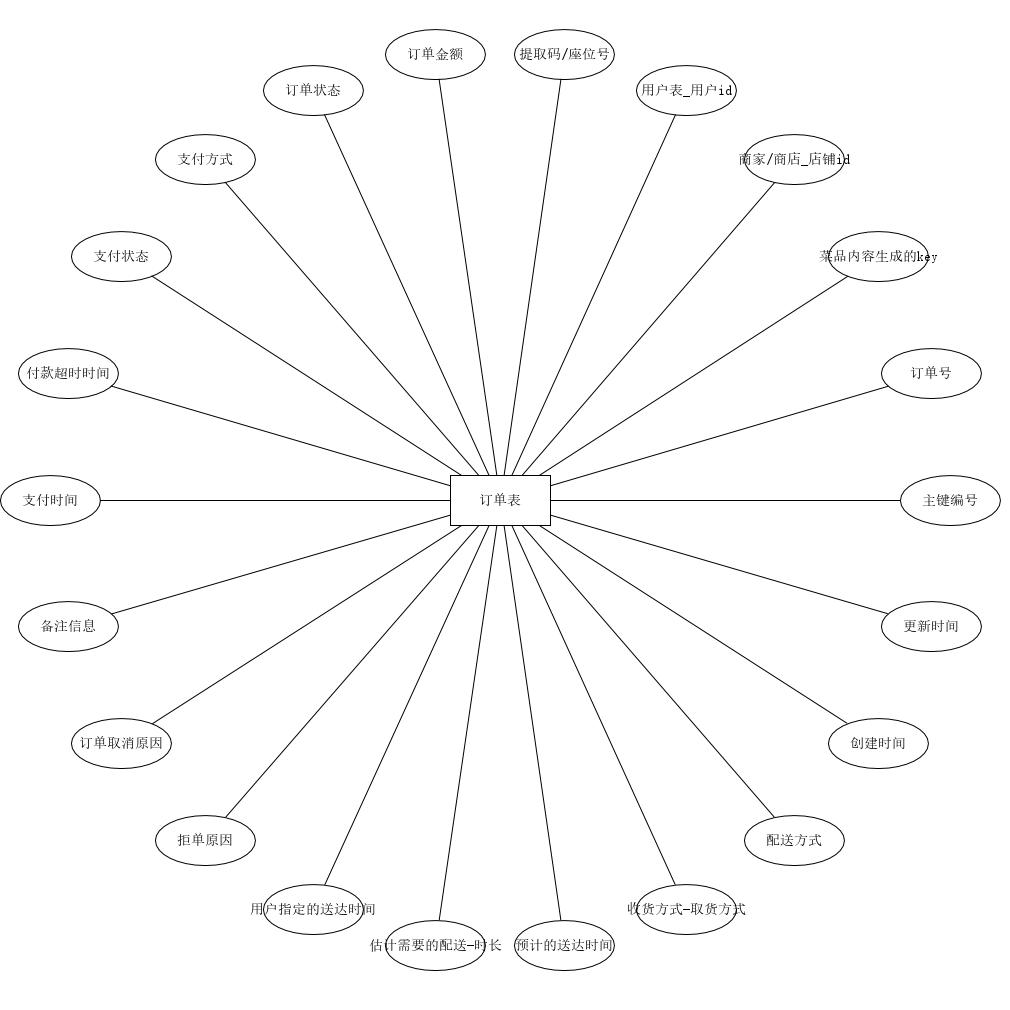 订单金额
提取码/座位号
订单状态
用户表_用户id
支付方式
商家/商店_店铺id
支付状态
菜品内容生成的key
付款超时时间
订单号
支付时间
订单表
主键编号
备注信息
更新时间
订单取消原因
创建时间
拒单原因
配送方式
用户指定的送达时间
收货方式-取货方式
估计需要的配送-时长
预计的送达时间